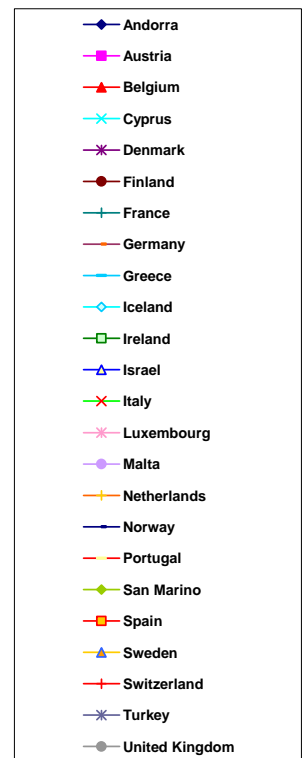 Andorra
Austria
Belgium
Cyprus
Denmark
Finland
France
Germany
Greece
Iceland
Ireland
Israel
Italy
Luxembourg
Malta
Netherlands
Norway
Portugal
San Marino
Spain
Sweden
Switzerland
Turkey
United Kingdom